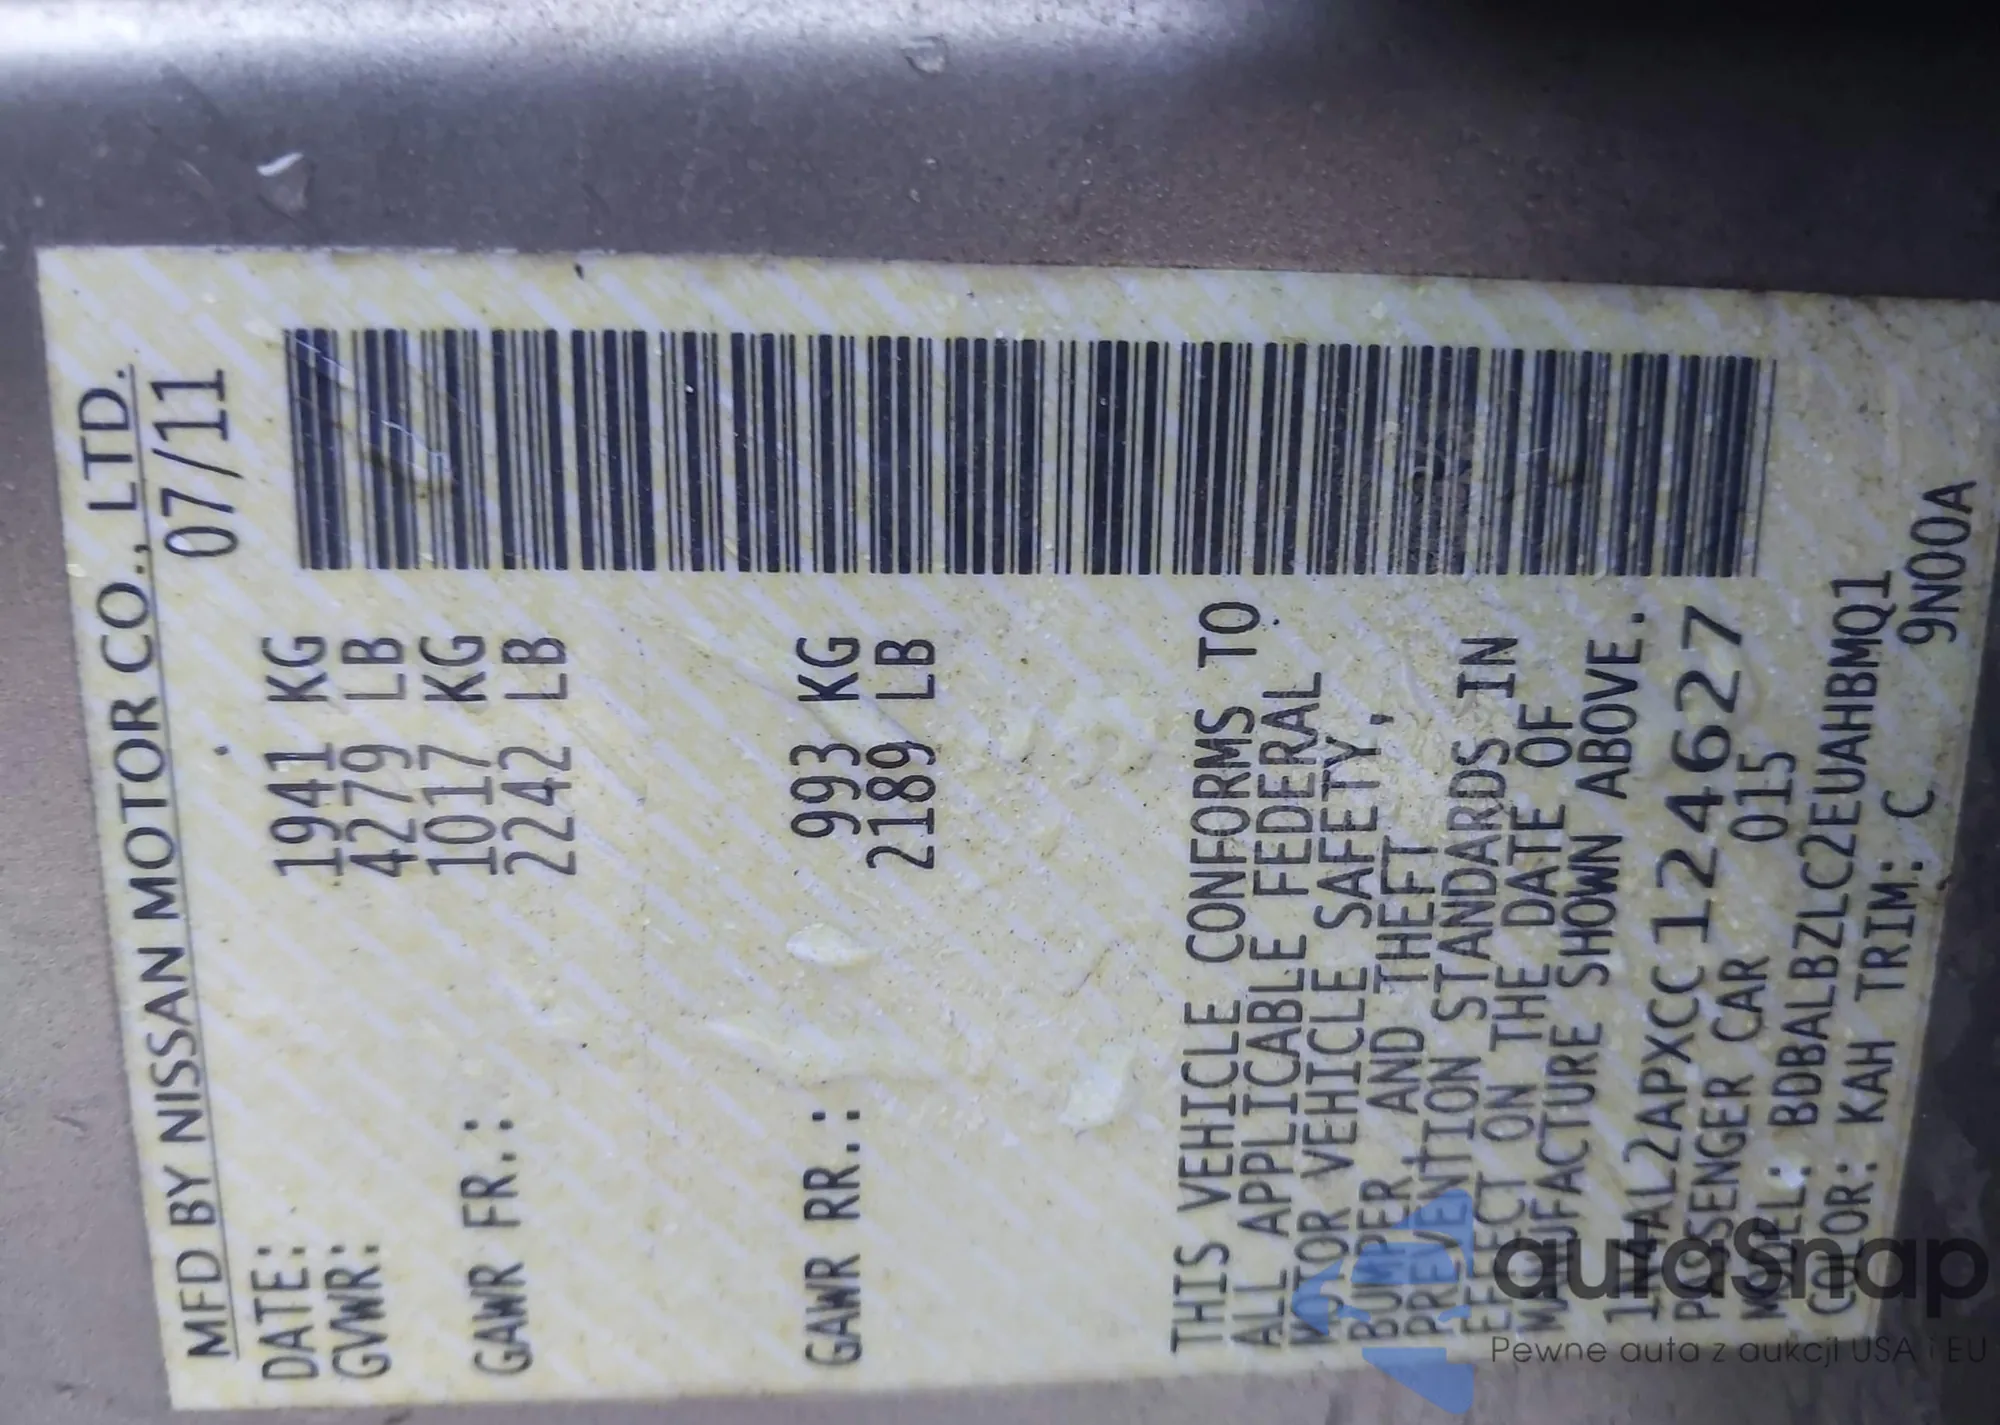 MFD BY NISSAN MOTOR CO., LTD.
DATE: 07/11
GVWR: 1941 KG
4279 LB
GAWR FR.: 1017 KG
2242 LB
GAWR RR.: 993 KG
2189 LB
THIS VEHICLE CONFORMS TO
ALL APPLICABLE FEDERAL
MOTOR VEHICLE SAFETY,
BUMPER AND THEFT
PREVENTION STANDARDS IN
EFFECT ON THE DATE OF
MANUFACTURE SHOWN ABOVE.
1N4AL2APXCC124627
PASSENGER CAR 015
MODEL: BDBALBZLC2EUAHBMQ1
COLOR: KAH TRIM: C 9N00A
autaSnap
Pewne auta z aukcji USA i EU